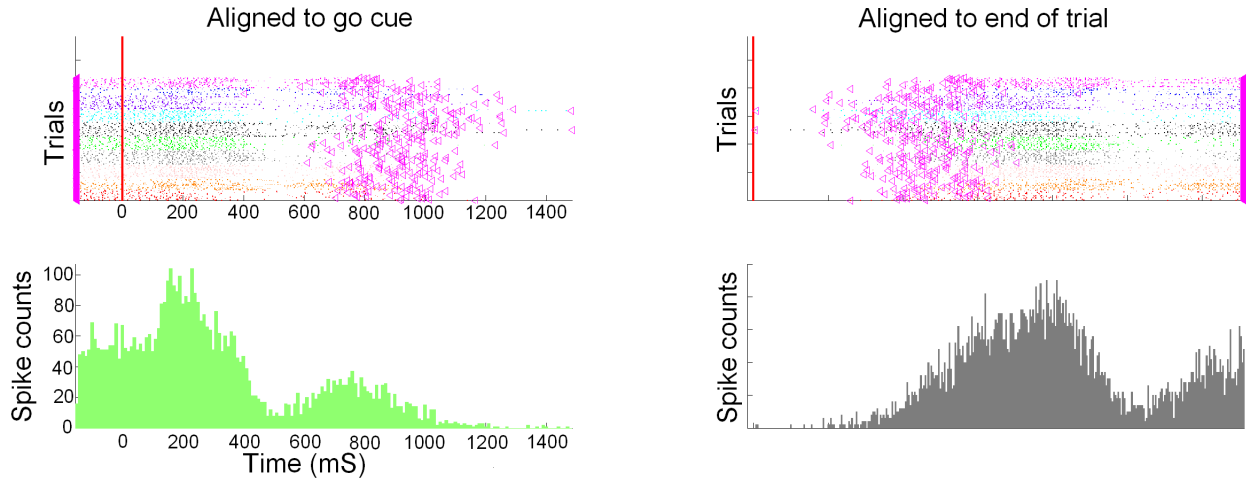 Aligned to go cue
Trials
0 200 400 600 800 1000 1200 1400
Spike counts
100
80
60
40
20
0
0 200 400 600 800 1000 1200 1400
Time (mS)
Aligned to end of trial
Trials
Spike counts